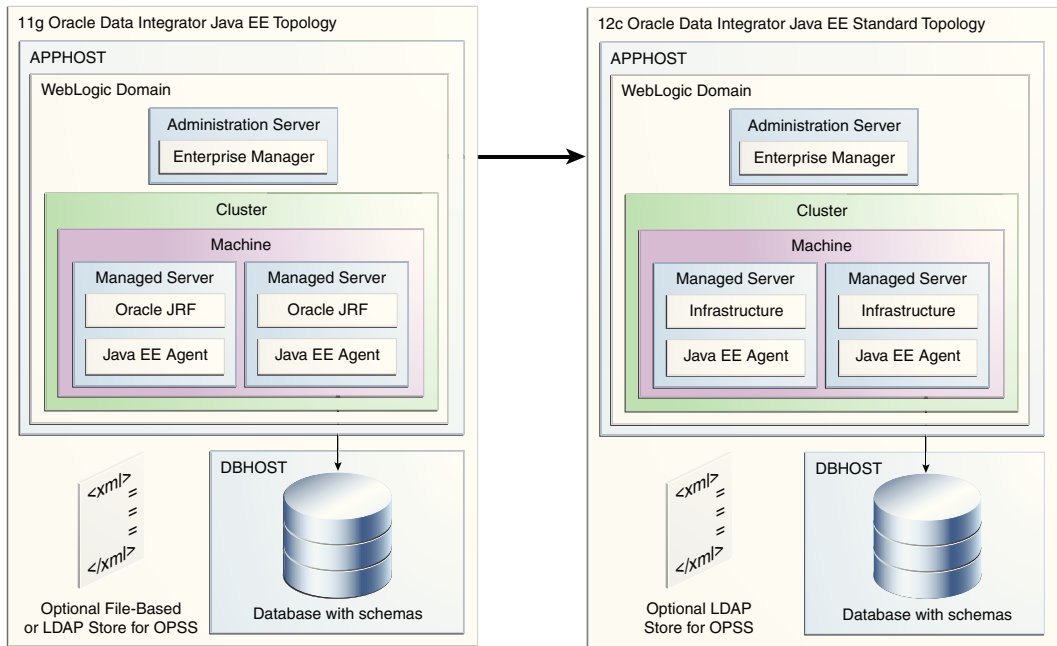 11g Oracle Data Integrator Java EE Topology
APPHOST
WebLogic Domain
Administration Server
Enterprise Manager
Cluster
Machine
Managed Server
Oracle JRF
Java EE Agent
Managed Server
Oracle JRF
Java EE Agent
<xml>
=
=
=
</xml>
Optional File-Based
or LDAP Store for OPSS
DBHOST
Database with schemas
12c Oracle Data Integrator Java EE Standard Topology
APPHOST
WebLogic Domain
Administration Server
Enterprise Manager
Cluster
Machine
Managed Server
Infrastructure
Java EE Agent
Managed Server
Infrastructure
Java EE Agent
<xml>
=
=
=
</xml>
Optional LDAP
Store for OPSS
DBHOST
Database with schemas